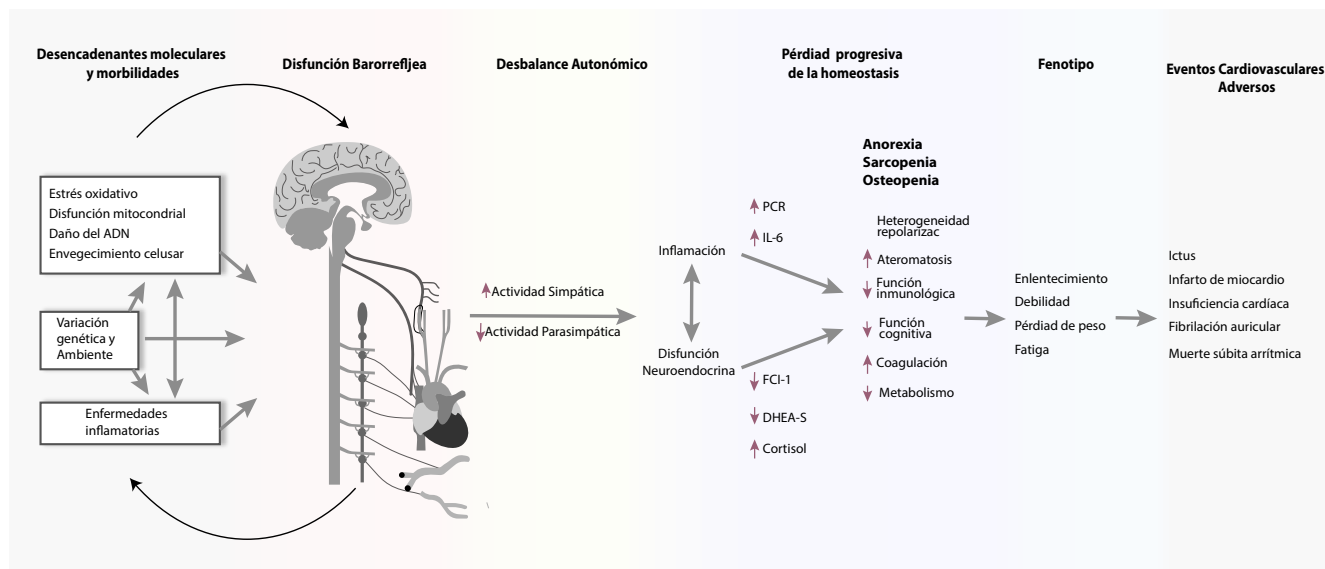 Desencadenantes moleculares
y morbilidades
Disfunción Barorrefljea
Desbalance Autonómico
Pérdiad progresiva
de la homeostasis
Fenotipo
Eventos Cardiovasculares
Adversos
Estrés oxidativo
Disfunción mitocondrial
Daño del ADN
Envegecimiento celusar
Variación
genética y
Ambiente
Enfermedades
inflamatorias
Actividad Simpática
Actividad Parasimpática
Inflamación
Disfunción
Neuroendocrina
PCR
IL-6
FCI-1
DHEA-S
Cortisol
Anorexia
Sarcopenia
Osteopenia
Heterogeneidad
repolarizac
Ateromatosis
Función
inmunológica
Función
cognitiva
Coagulación
Metabolismo
Enlentecimiento
Debilidad
Pérdiad de peso
Fatiga
Ictus
Infarto de miocardio
Insuficiencia cardíaca
Fibrilación auricular
Muerte súbita arrítmica